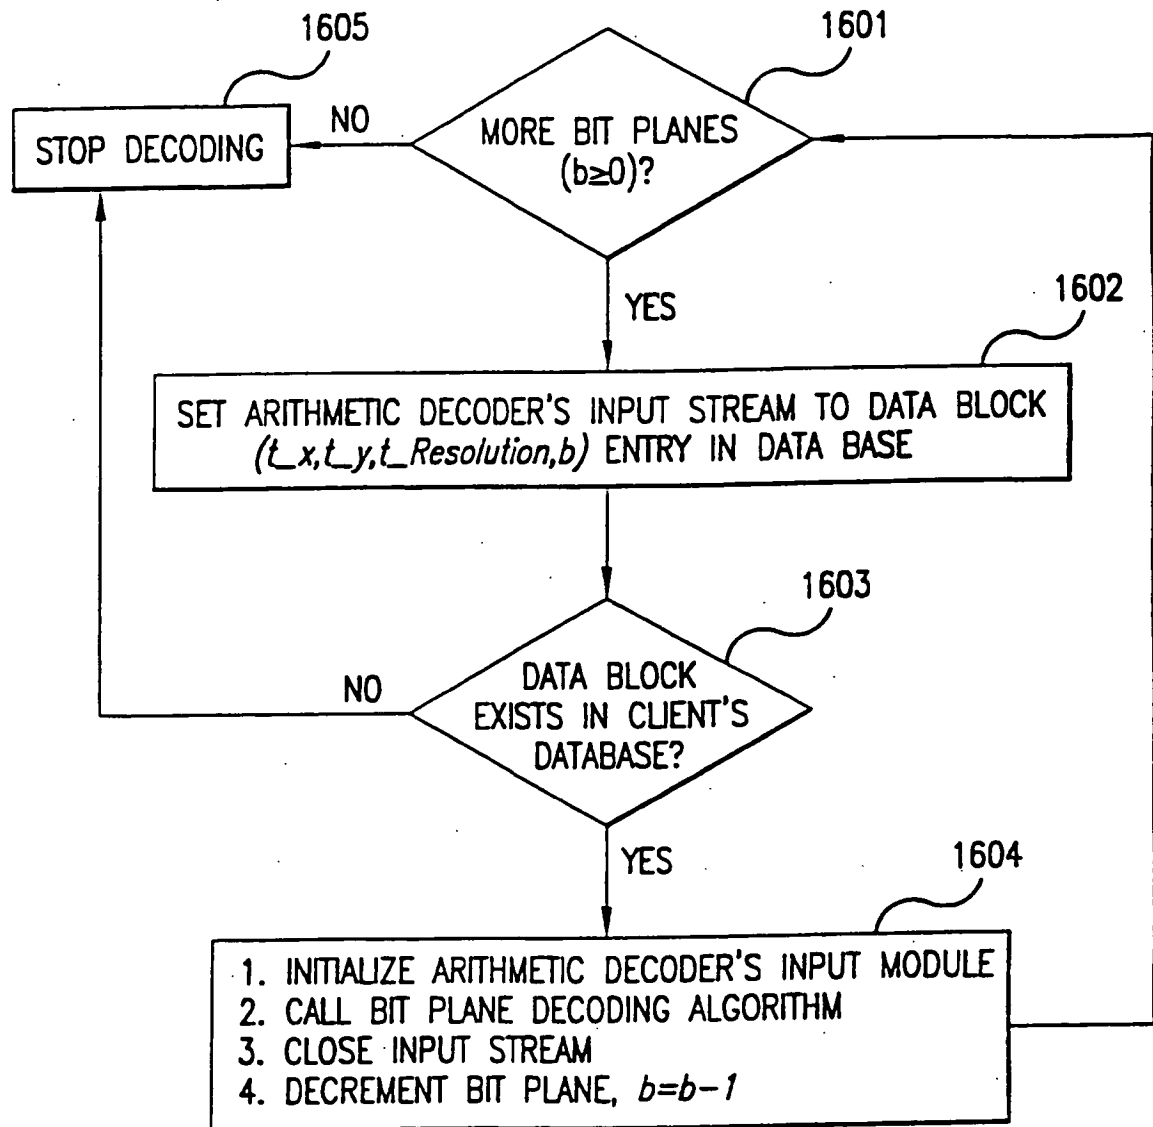 1605
1601
STOP DECODING
NO
MORE BIT PLANES
(b≥0)?
YES
1602
SET ARITHMETIC DECODER'S INPUT STREAM TO DATA BLOCK
(t_x,t_y,t_Resolution,b) ENTRY IN DATA BASE
1603
NO
DATA BLOCK
EXISTS IN CLIENT'S
DATABASE?
YES
1604
1. INITIALIZE ARITHMETIC DECODER'S INPUT MODULE
2. CALL BIT PLANE DECODING ALGORITHM
3. CLOSE INPUT STREAM
4. DECREMENT BIT PLANE, b=b-1